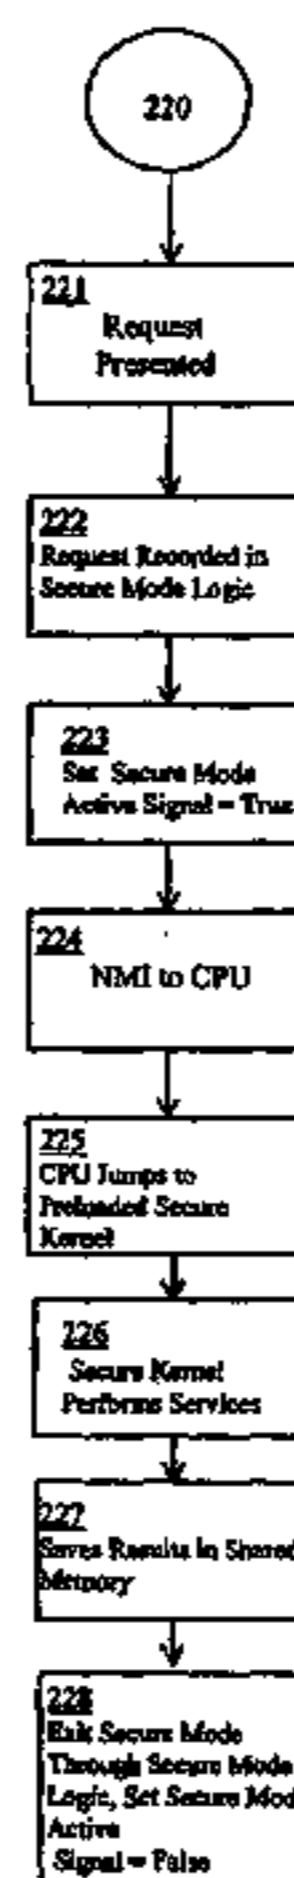 220
221
Request
Presented
222
Request Recorded in
Secure Mode Logic
223
Set Secure Mode
Active Signal = True
224
NMI to CPU
225
CPU Jumps to
Preloaded Secure
Kernel
226
Secure Kernel
Performs Services
227
Saves Results in Shared
Memory
228
Exit Secure Mode
Through Secure Mode
Logic, Set Secure Mod
Active
Signal = False